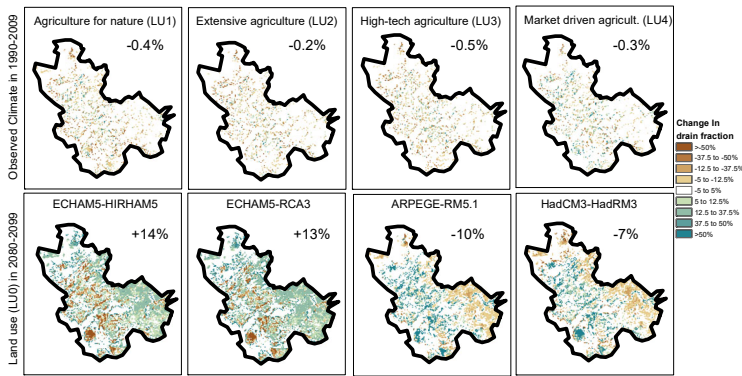 Agriculture for nature (LU1)
-0.4%
Extensive agriculture (LU2)
-0.2%
High-tech agriculture (LU3)
-0.5%
Market driven agricult. (LU4)
-0.3%
Observed Climate in 1990-2009
Change In
drain fraction
>-50%
-37.5 to -50%
-12.5 to -37.5%
-5 to -12.5%
-5 to 5%
5 to 12.5%
12.5 to 37.5%
37.5 to 50%
>50%
ECHAM5-HIRHAM5
+14%
ECHAM5-RCA3
+13%
ARPEGE-RM5.1
-10%
HadCM3-HadRM3
-7%
Land use (LU0) in 2080-2099